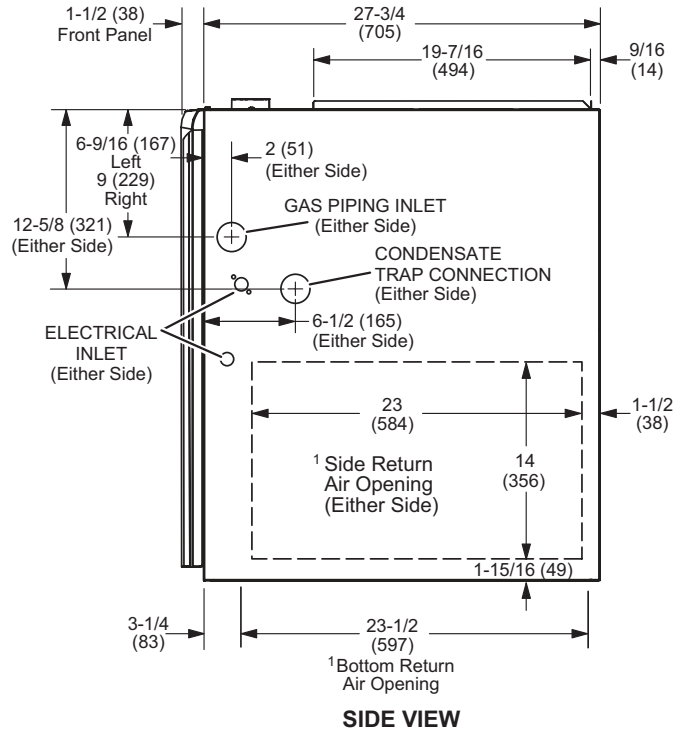 1-1/2 (38)
Front Panel
27-3/4
(705)
19-7/16
(494)
9/16
(14)
6-9/16 (167)
Left
9 (229)
Right
2 (51)
(Either Side)
12-5/8 (321)
(Either Side)
GAS PIPING INLET
(Either Side)
CONDENSATE
TRAP CONNECTION
(Either Side)
6-1/2 (165)
(Either Side)
ELECTRICAL
INLET
(Either Side)
23
(584)
1-1/2
(38)
1 Side Return
Air Opening
(Either Side)
14
(356)
1-15/16 (49)
3-1/4
(83)
23-1/2
(597)
1Bottom Return
Air Opening
SIDE VIEW